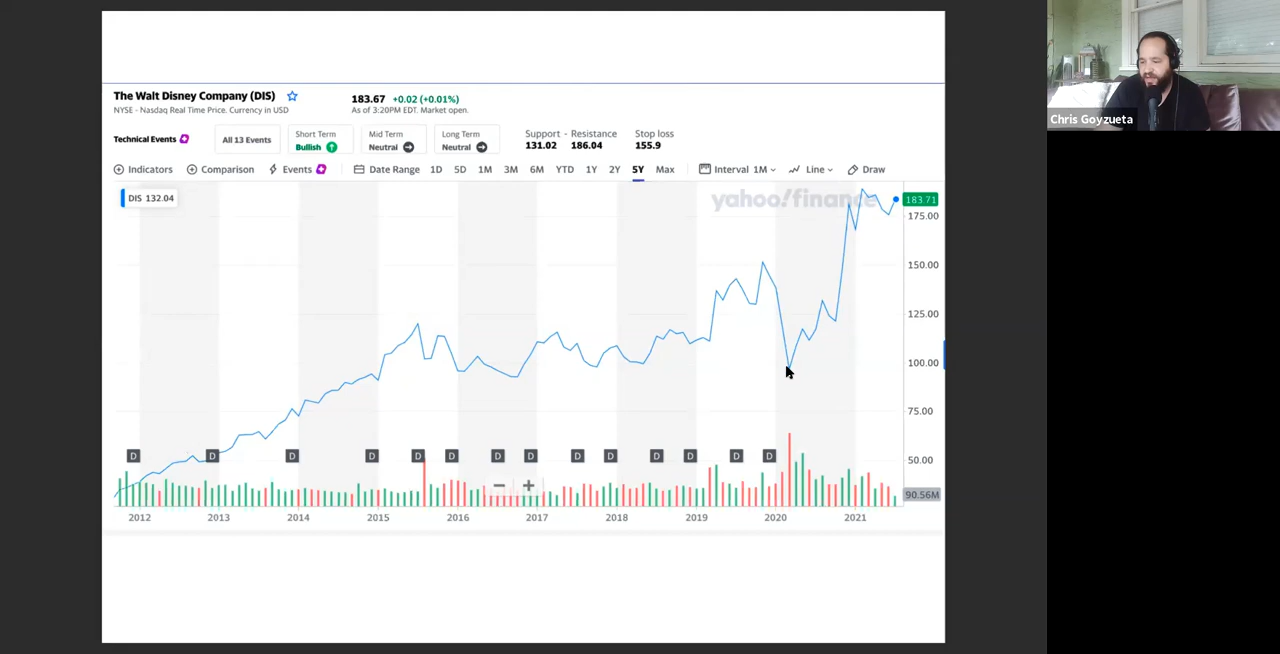 The Walt Disney Company (DIS)
NYSE - Nasdaq Real Time Price. Currency in USD
183.67 +0.02 (+0.01%)
As of 3:20PM EDT. Market open.
Technical Events
All 13 Events
Short Term
Bullish
Mid Term
Neutral
Long Term
Neutral
Support - Resistance
131.02 186.04
Stop loss
155.9
Indicators Comparison Events Date Range 1D 5D 1M 3M 6M YTD 1Y 2Y 5Y Max Interval 1M Line Draw
DIS 132.04
yahoo!finance
183.71
175.00
150.00
125.00
100.00
75.00
50.00
90.56M
D D D D D D D D D D D D D D
2012 2013 2014 2015 2016 2017 2018 2019 2020 2021
Chris Goyzueta